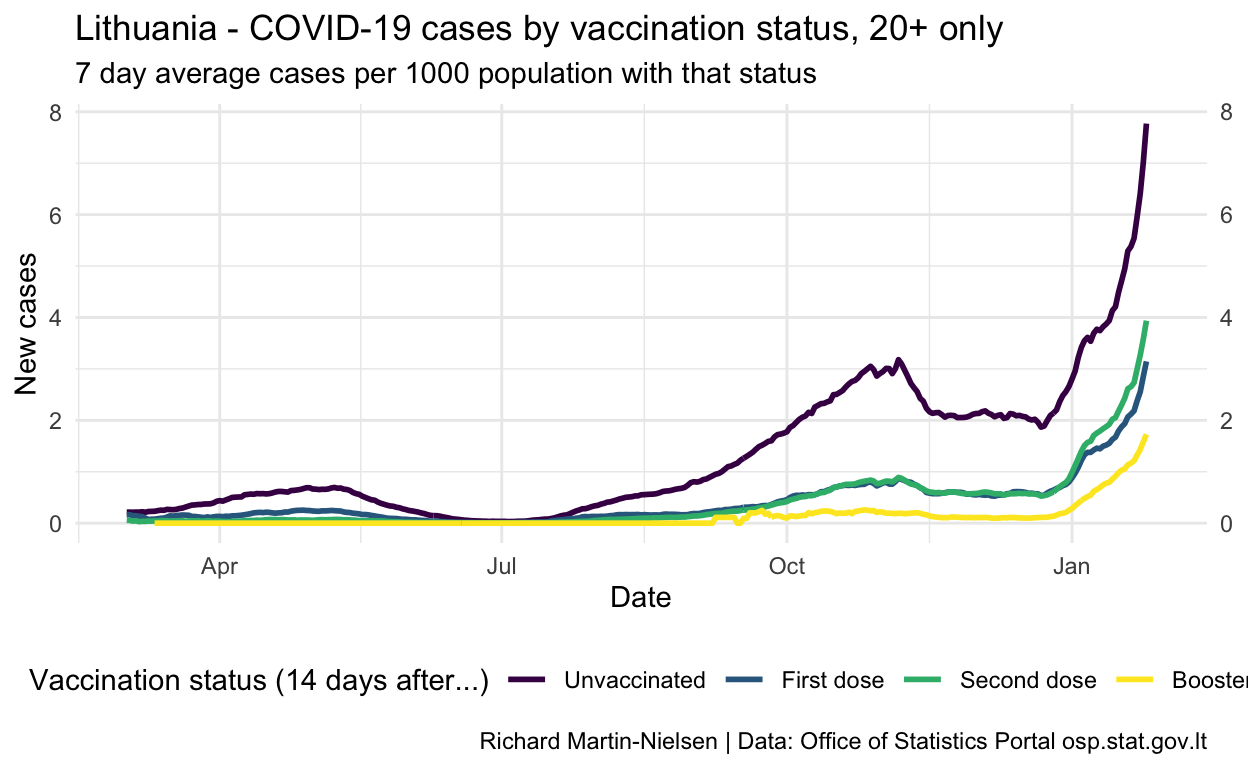 Lithuania - COVID-19 cases by vaccination status, 20+ only
7 day average cases per 1000 population with that status
8 8
6 6
4 4
2 2
0 0
New cases
Apr Jul Oct Jan
Date
Vaccination status (14 days after...) Unvaccinated First dose Second dose Booster
Richard Martin-Nielsen | Data: Office of Statistics Portal osp.stat.gov.lt